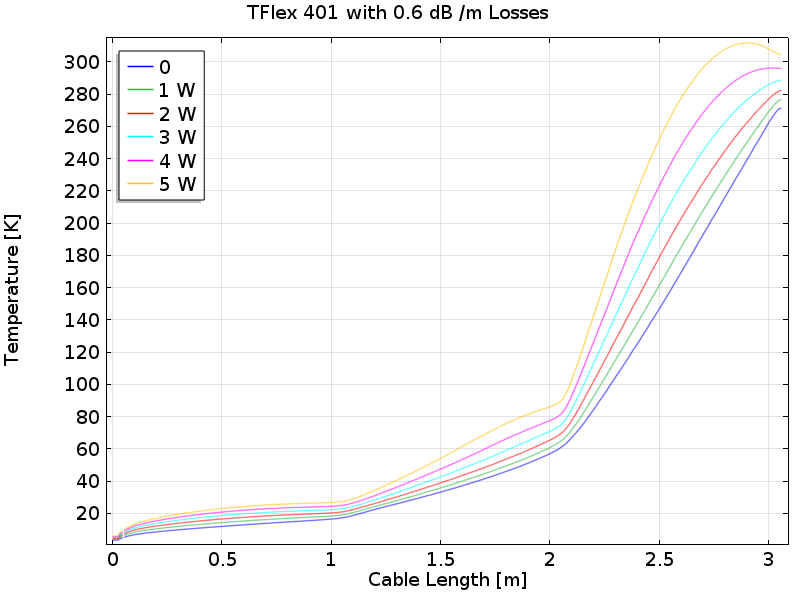 TFlex 401 with 0.6 dB /m Losses
0
1 W
2 W
3 W
4 W
5 W
300
280
260
240
220
200
180
160
140
120
100
80
60
40
20
Temperature [K]
0 0.5 1 1.5 2 2.5 3
Cable Length [m]